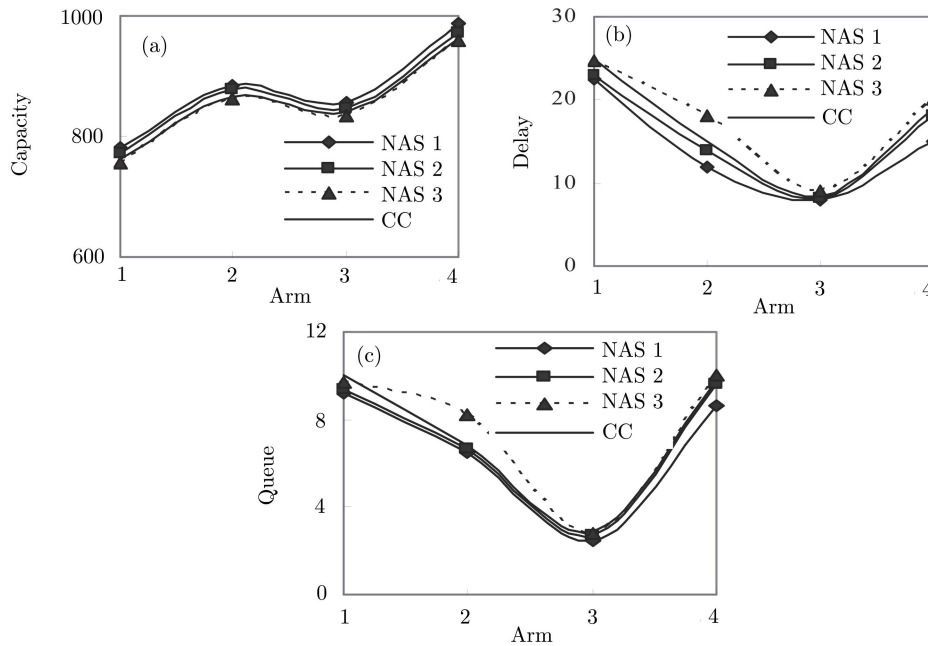 (a)
Capacity
1000
800
600
NAS 1
NAS 2
NAS 3
CC
1 2 3 4
Arm
(b)
Delay
30
20
10
0
NAS 1
NAS 2
NAS 3
CC
1 2 3 4
Arm
(c)
Queue
12
8
4
0
NAS 1
NAS 2
NAS 3
CC
1 2 3 4
Arm